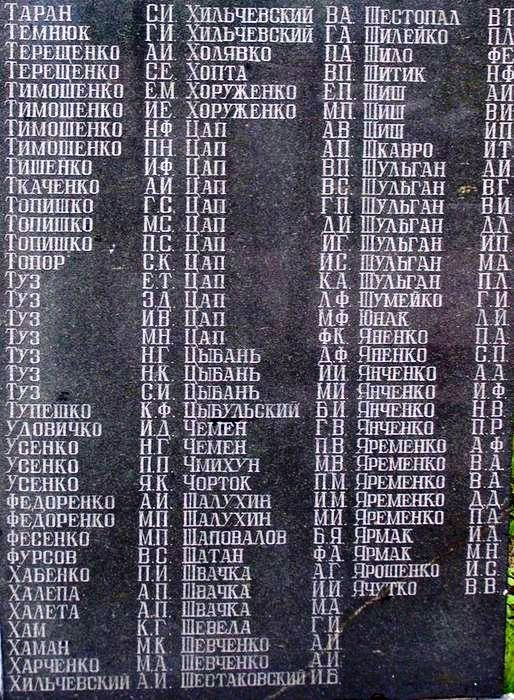 ТАРАН С.И.
ТЕМНЮК Г.И.
ТЕРЕЩЕНКО А.И.
ТЕРЕЩЕНКО С.Е.
ТИМОШЕНКО Е.М.
ТИМОШЕНКО И.Е.
ТИМОШЕНКО Н.Ф.
ТИМОШЕНКО П.Н.
ТИШЕНКО И.Ф.
ТКАЧЕНКО А.И.
ТОПИШКО Г.С.
ТОПИШКО М.С.
ТОПИШКО П.С.
ТОПОР С.К.
ТУЗ Е.Т.
ТУЗ З.Д.
ТУЗ И.В.
ТУЗ М.Н.
ТУЗ Н.Г.
ТУЗ Н.К.
ТУЗ С.И.
ТУПЕШКО К.Ф.
УДОВИЧКО И.Д.
УСЕНКО Н.Г.
УСЕНКО П.П.
УСЕНКО Я.К.
ФЕДОРЕНКО А.И.
ФЕДОРЕНКО М.П.
ФЕСЕНКО М.П.
ФУРСОВ В.С.
ХАБЕНКО П.И.
ХАЛЕПА А.П.
ХАЛЕТА А.П.
ХАМ К.Г.
ХАМАН М.К.
ХАРЧЕНКО М.А.
ХИЛЬЧЕВСКИЙ А.И.
ХИЛЬЧЕВСКИЙ В.А.
ХИЛЬЧЕВСКИЙ Г.А.
ХОЛЯВКО П.А.
ХОПТА В.П.
ХОРУЖЕНКО Е.П.
ХОРУЖЕНКО М.П.
ЦАП А.В.
ЦАП А.П.
ЦАП В.П.
ЦАП В.С.
ЦАП Г.П.
ЦАП Д.И.
ЦАП И.Г.
ЦАП И.С.
ЦАП К.А.
ЦАП Л.Ф.
ЦАП М.Ф.
ЦАП Ф.К.
ЦЫБАНЬ Д.Ф.
ЦЫБАНЬ И.И.
ЦЫБАНЬ М.И.
ЦЫБУЛЬСКИЙ Б.И.
ЧЕМЕН Г.В.
ЧЕМЕН П.В.
ЧМИХУН М.В.
ЧОРТОК П.М.
ШАЛУХИН И.М.
ШАЛУХИН М.И.
ШАПОВАЛОВ Б.Я.
ШАТАН Ф.А.
ШВАЧКА А.Г.
ШВАЧКА И.И.
ШВАЧКА М.А.
ШЕВЕЛА Г.И.
ШЕВЧЕНКО А.И.
ШЕВЧЕНКО А.И.
ШЕСТАКОВСКИЙ И.В.
ШЕСТОПАЛ В.Т
ШИЛЕЙКО П.Л
ШИЛО Ф.Е
ШИТИК Н.Ф
ШИШ А.И
ШИШ В.И
ШИШ И.П
ШКАВРО И.Т
ШУЛЬГАН А.И.
ШУЛЬГАН В.Г.
ШУЛЬГАН В.И.
ШУЛЬГАН Д.Л.
ШУЛЬГАН И.П.
ШУЛЬГАН М.А.
ШУЛЬГАН П.Л.
ШУМЕЙКО Г.И.
ЮНАК Л.И.
ЯНЕНКО П.А.
ЯНЕНКО С.П.
ЯНЧЕНКО А.А.
ЯНЧЕНКО И.Ф.
ЯНЧЕНКО Н.В.
ЯНЧЕНКО П.Р.
ЯРЕМЕНКО А.Ф.
ЯРЕМЕНКО В.А.
ЯРЕМЕНКО В.А.
ЯРЕМЕНКО Д.Д.
ЯРЕМЕНКО П.А.
ЯРМАК И.А.
ЯРМАК М.Н.
ЯРОШЕНКО И.С.
ЯЧУТКО В.В.